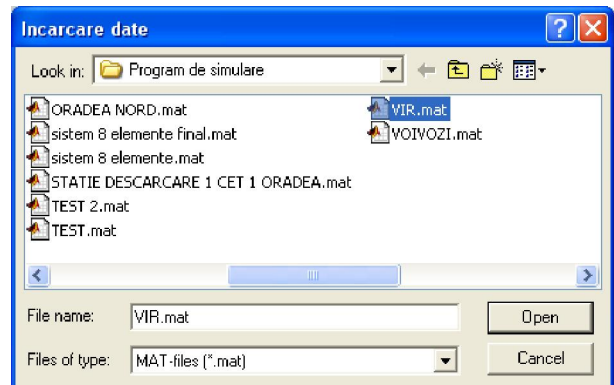 Incarcare date
Look in: Program de simulare
ORADEA NORD.mat
sistem 8 elemente final.mat
sistem 8 elemente.mat
STATIE DESCARCARE 1 CET 1 ORADEA.mat
TEST 2.mat
TEST.mat
VIR.mat
VOIVOZI.mat
File name: VIR.mat
Open
Files of type: MAT-files (*.mat)
Cancel